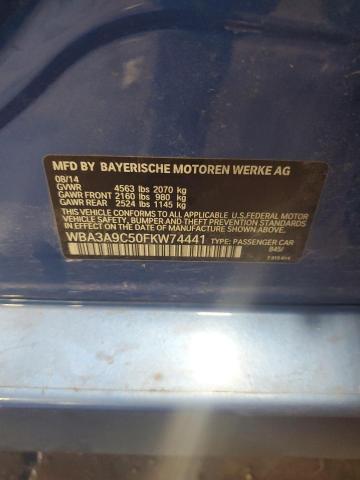 MFD BY BAYERISCHE MOTOREN WERKE AG
08/14
GVWR 4563 lbs 2070 kg
GAWR FRONT 2160 lbs 980 kg
GAWR REAR 2524 lbs 1145 kg
THIS VEHICLE CONFORMS TO ALL APPLICABLE U.S.FEDERAL MOTOR
VEHICLE SAFETY, BUMPER, AND THEFT PREVENTION STANDARDS
IN EFFECT ON THE DATE OF MANUFACTURE SHOWN ABOVE.
WBA3A9C50FKW74441 TYPE: PASSENGER CAR
B45/